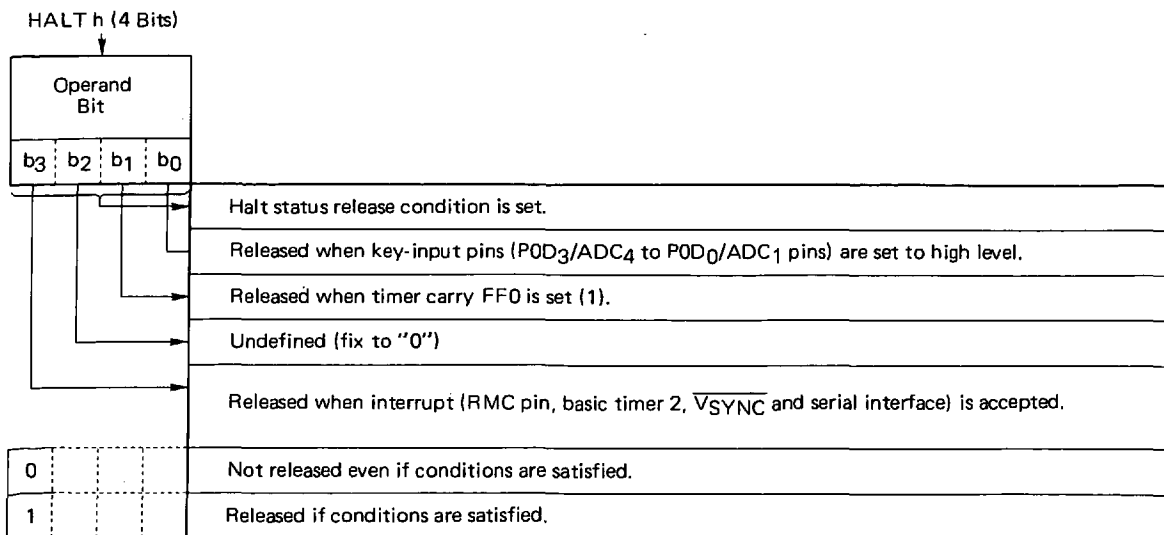 HALT h (4 Bits)
Operand
Bit
b3 b2 b1 b0
Halt status release condition is set.
Released when key-input pins (P0D3/ADC4 to P0D0/ADC1 pins) are set to high level.
Released when timer carry FF0 is set (1).
Undefined (fix to "0")
Released when interrupt (RMC pin, basic timer 2, VSYNC and serial interface) is accepted.
0 Not released even if conditions are satisfied.
1 Released if conditions are satisfied.